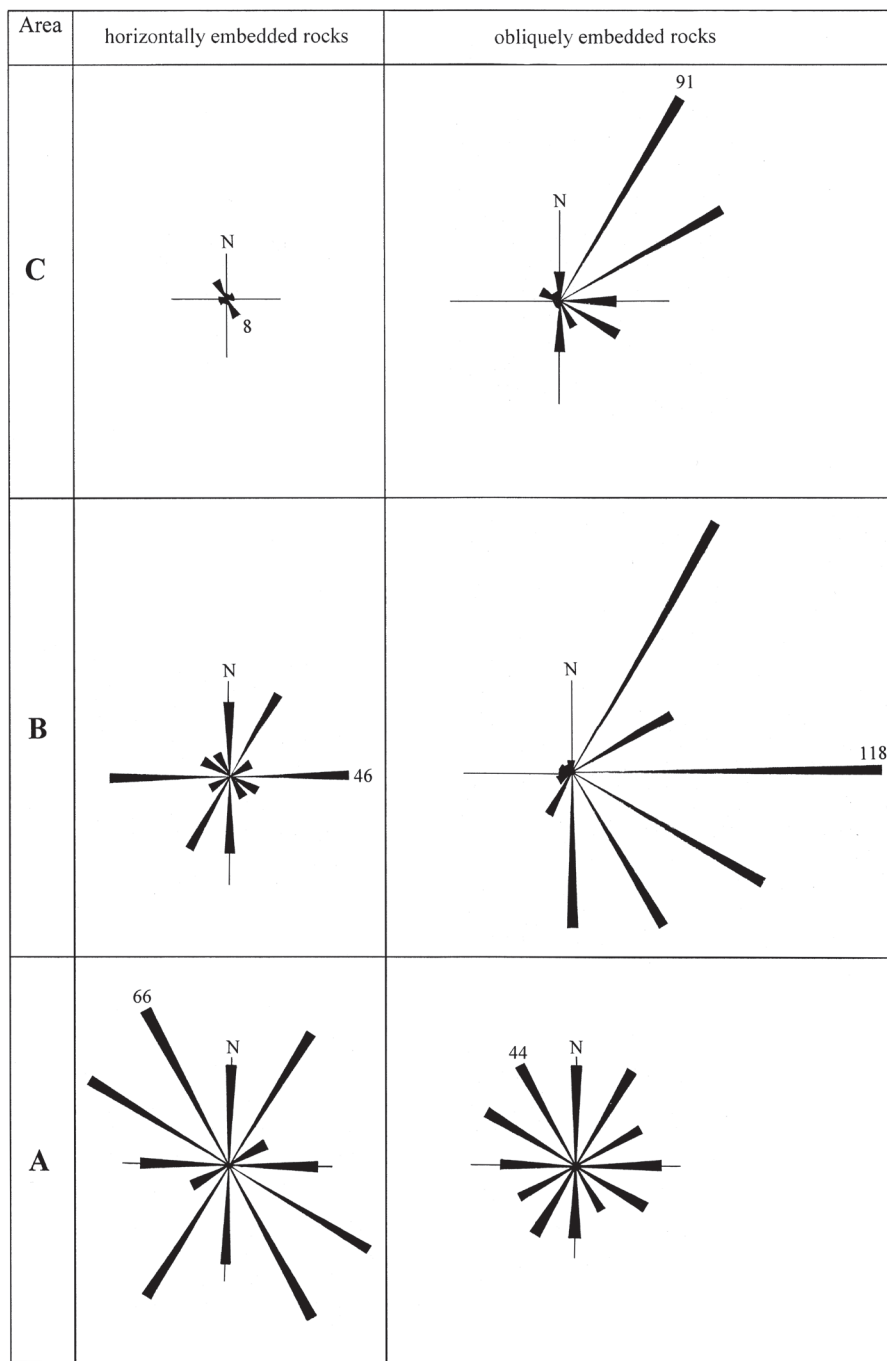 Area
horizontally embedded rocks
obliquely embedded rocks
C
N
8
N
91
B
N
46
N
118
A
66
N
44
N